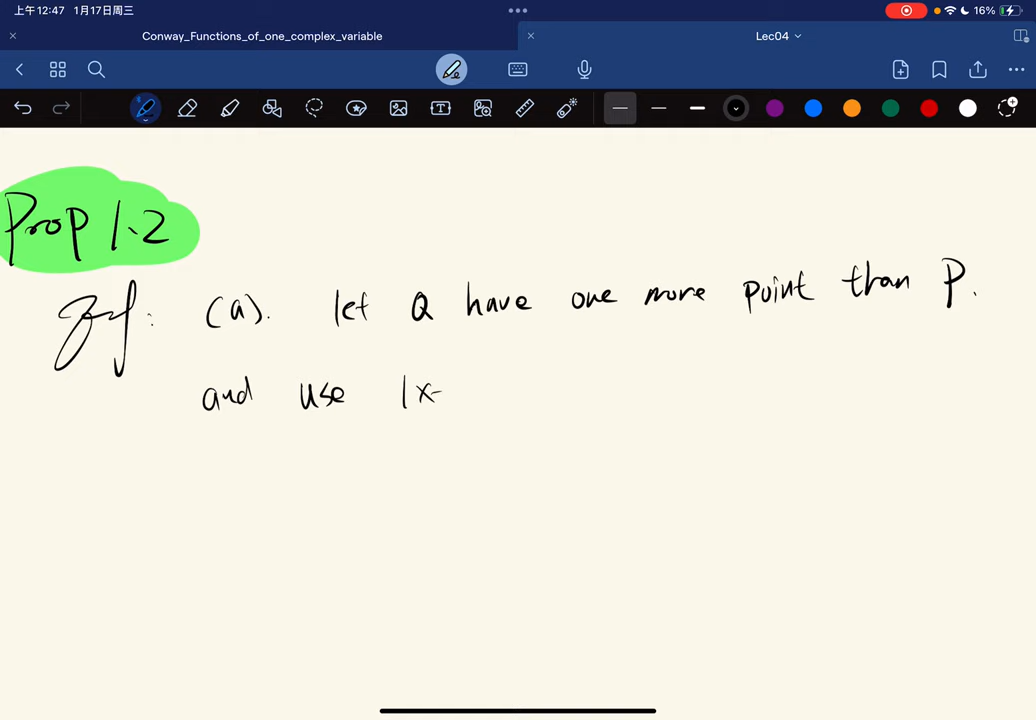 上午12:47 1月17日周三
16%
Conway_Functions_of_one_complex_variable
Lec04
Prop 1.2
(a). let Q have one more point than P.
and use |x-